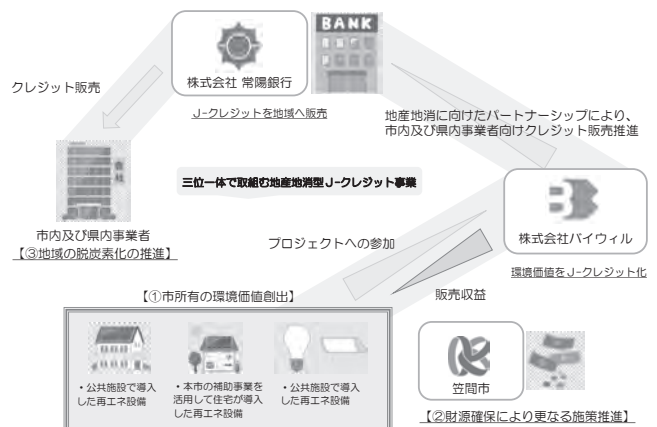 BANK
株式会社 常陽銀行
J-クレジットを地域へ販売
クレジット販売
地産地消に向けたパートナーシップにより、
市内及び県内事業者向けクレジット販売推進
会社
三位一体で取組む地産地消型J-クレジット事業
市内及び県内事業者
【③地域の脱炭素化の推進】
プロジェクトへの参加
株式会社バイウィル
環境価値をJ-クレジット化
販売収益
【①市所有の環境価値創出】
・公共施設で導入
した再エネ設備
・本市の補助事業を
活用して住宅が導入
した再エネ設備
・公共施設で導入
した再エネ設備
笠間市
【②財源確保により更なる施策推進】